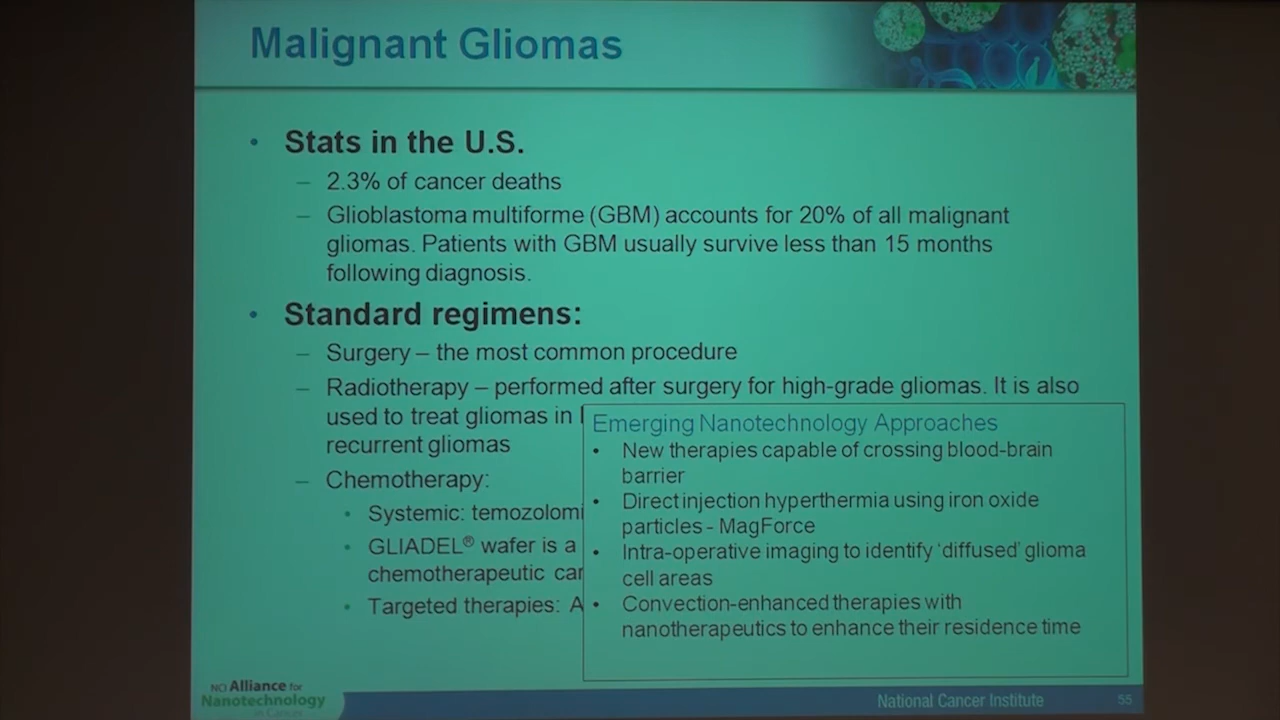 Malignant Gliomas
• Stats in the U.S.
– 2.3% of cancer deaths
– Glioblastoma multiforme (GBM) accounts for 20% of all malignant
gliomas. Patients with GBM usually survive less than 15 months
following diagnosis.
• Standard regimens:
– Surgery – the most common procedure
– Radiotherapy – performed after surgery for high-grade gliomas. It is also
used to treat gliomas in
recurrent gliomas
– Chemotherapy:
• Systemic: temozolomi
• GLIADEL® wafer is a
chemotherapeutic car
• Targeted therapies: A
Emerging Nanotechnology Approaches
• New therapies capable of crossing blood-brain
barrier
• Direct injection hyperthermia using iron oxide
particles - MagForce
• Intra-operative imaging to identify ‘diffused’ glioma
cell areas
• Convection-enhanced therapies with
nanotherapeutics to enhance their residence time
NCI Alliance for
Nanotechnology
in Cancer
National Cancer Institute
55